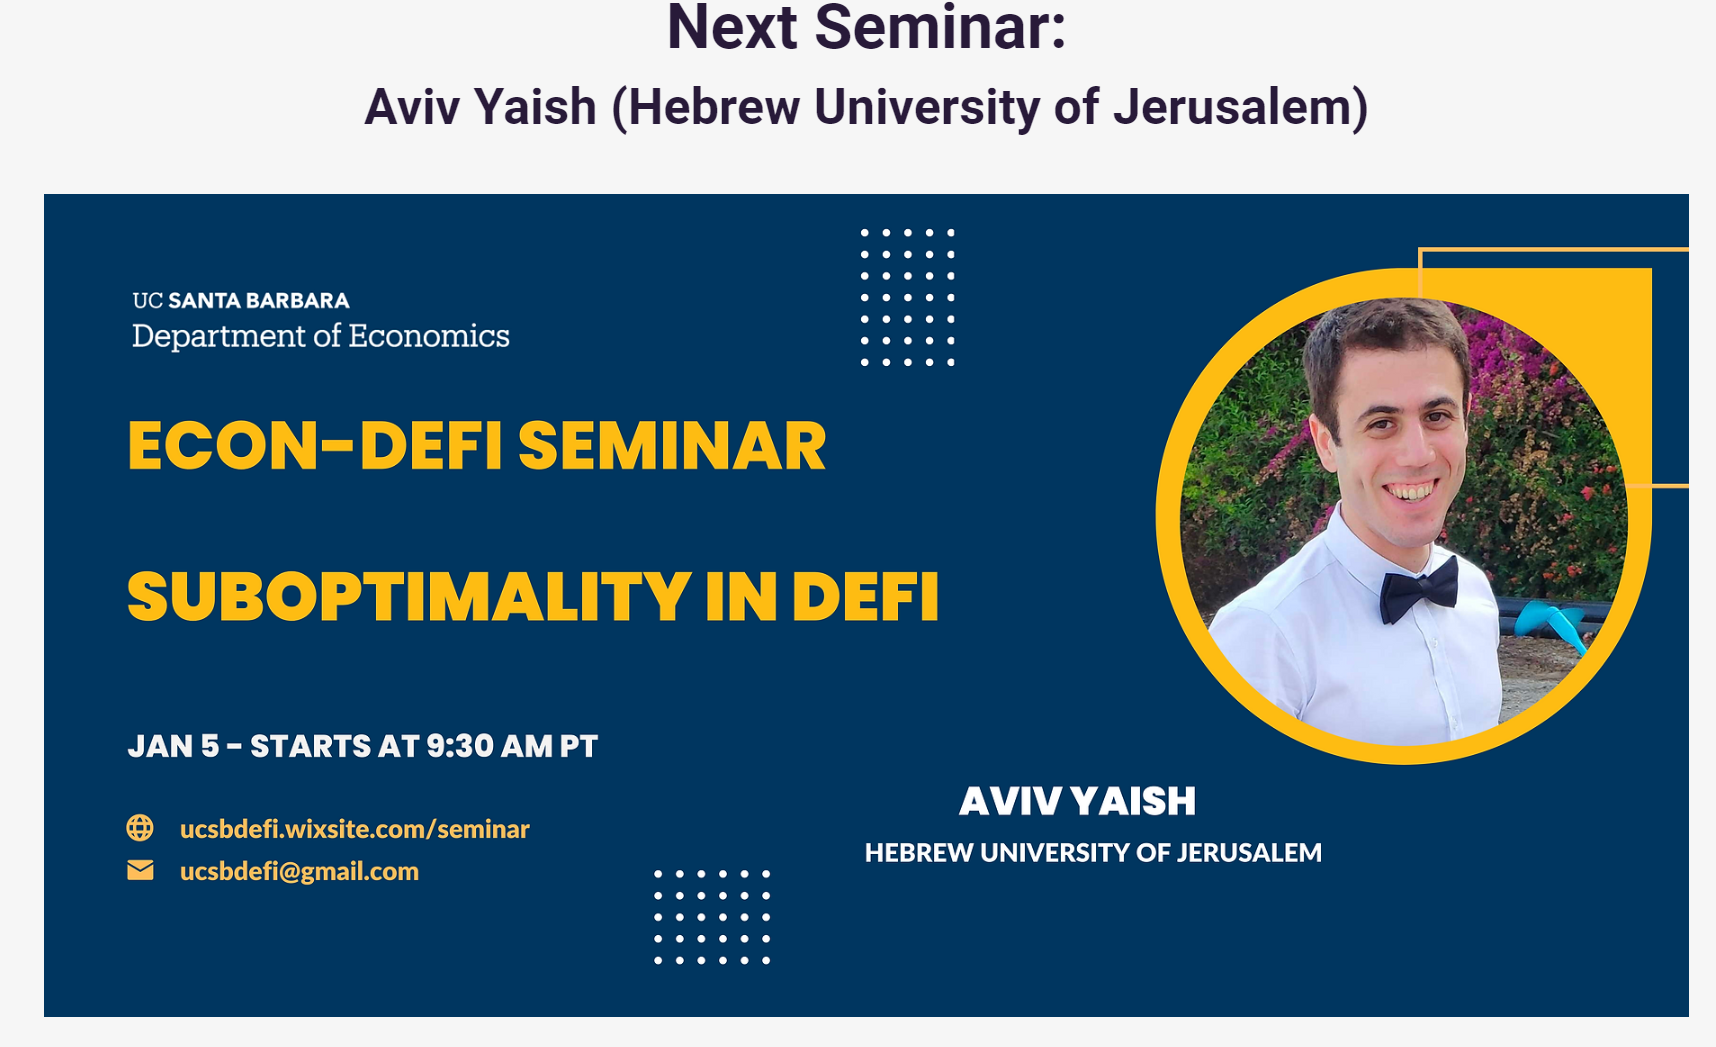 Next Seminar:
Aviv Yaish (Hebrew University of Jerusalem)
UC SANTA BARBARA
Department of Economics
ECON-DEFI SEMINAR
SUBOPTIMALITY IN DEFI
JAN 5 - STARTS AT 9:30 AM PT
ucsbdefi.wixsite.com/seminar
ucsbdefi@gmail.com
AVIV YAISH
HEBREW UNIVERSITY OF JERUSALEM